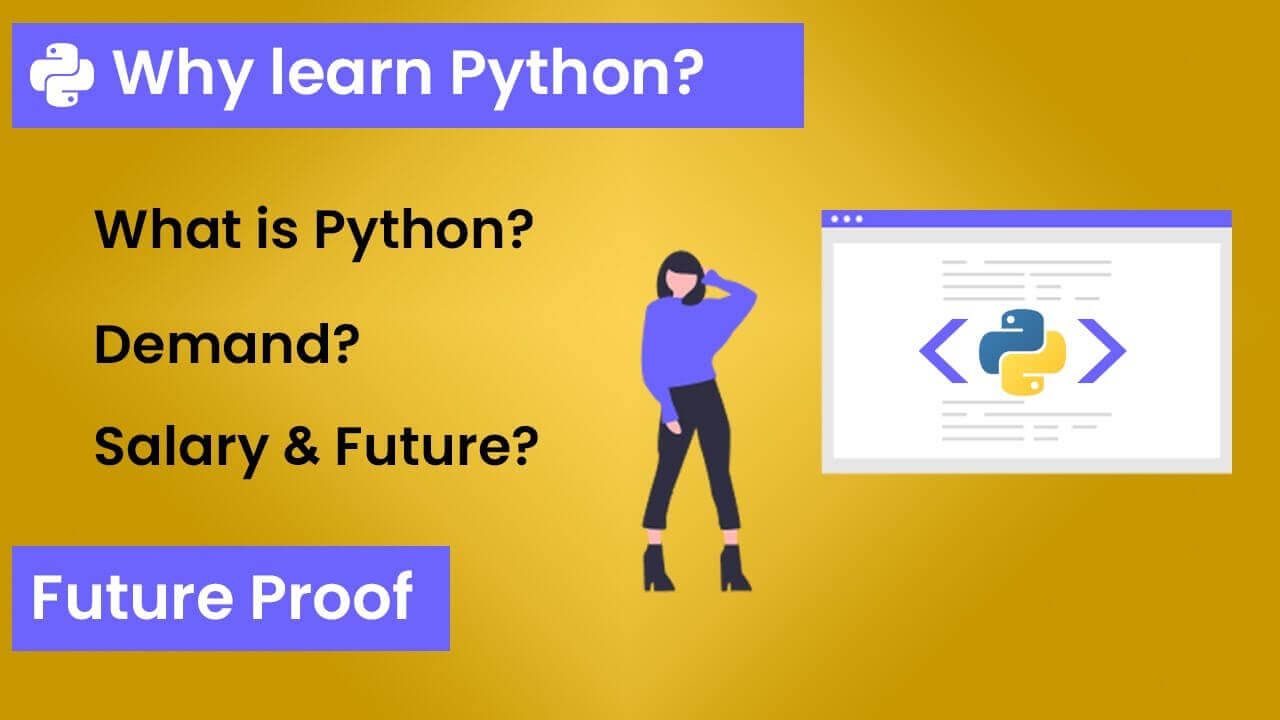 Why learn Python?
What is Python?
Demand?
Salary & Future?
Future Proof